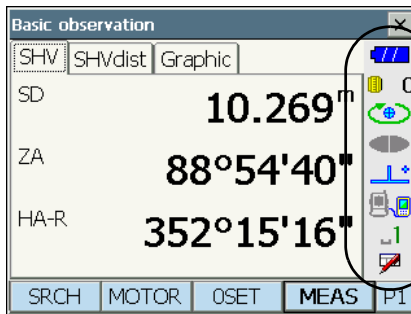 Basic observation
SHV SHVdist Graphic
SD 10.269 m
ZA 88°54'40"
HA-R 352°15'16"
0
1
SRCH MOTOR 0SET MEAS P1